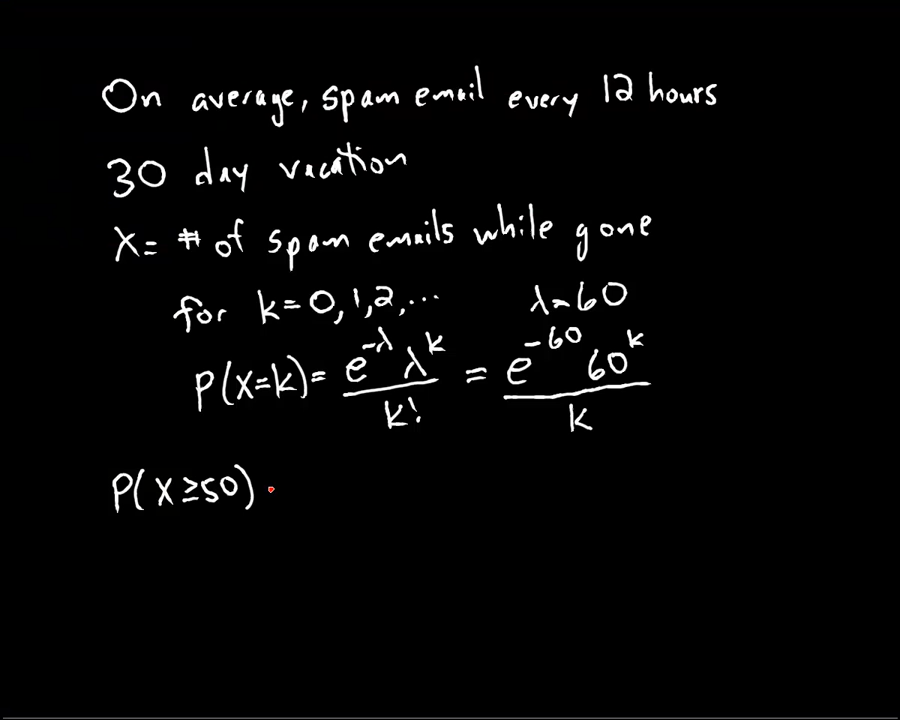 On average, spam email every 12 hours
30 day vacation
X= # of spam emails while gone
for k=0,1,2,... λ=60
P(X=k)= e^-λ λ^k / k! = e^-60 60^k / k
P(X≥50)